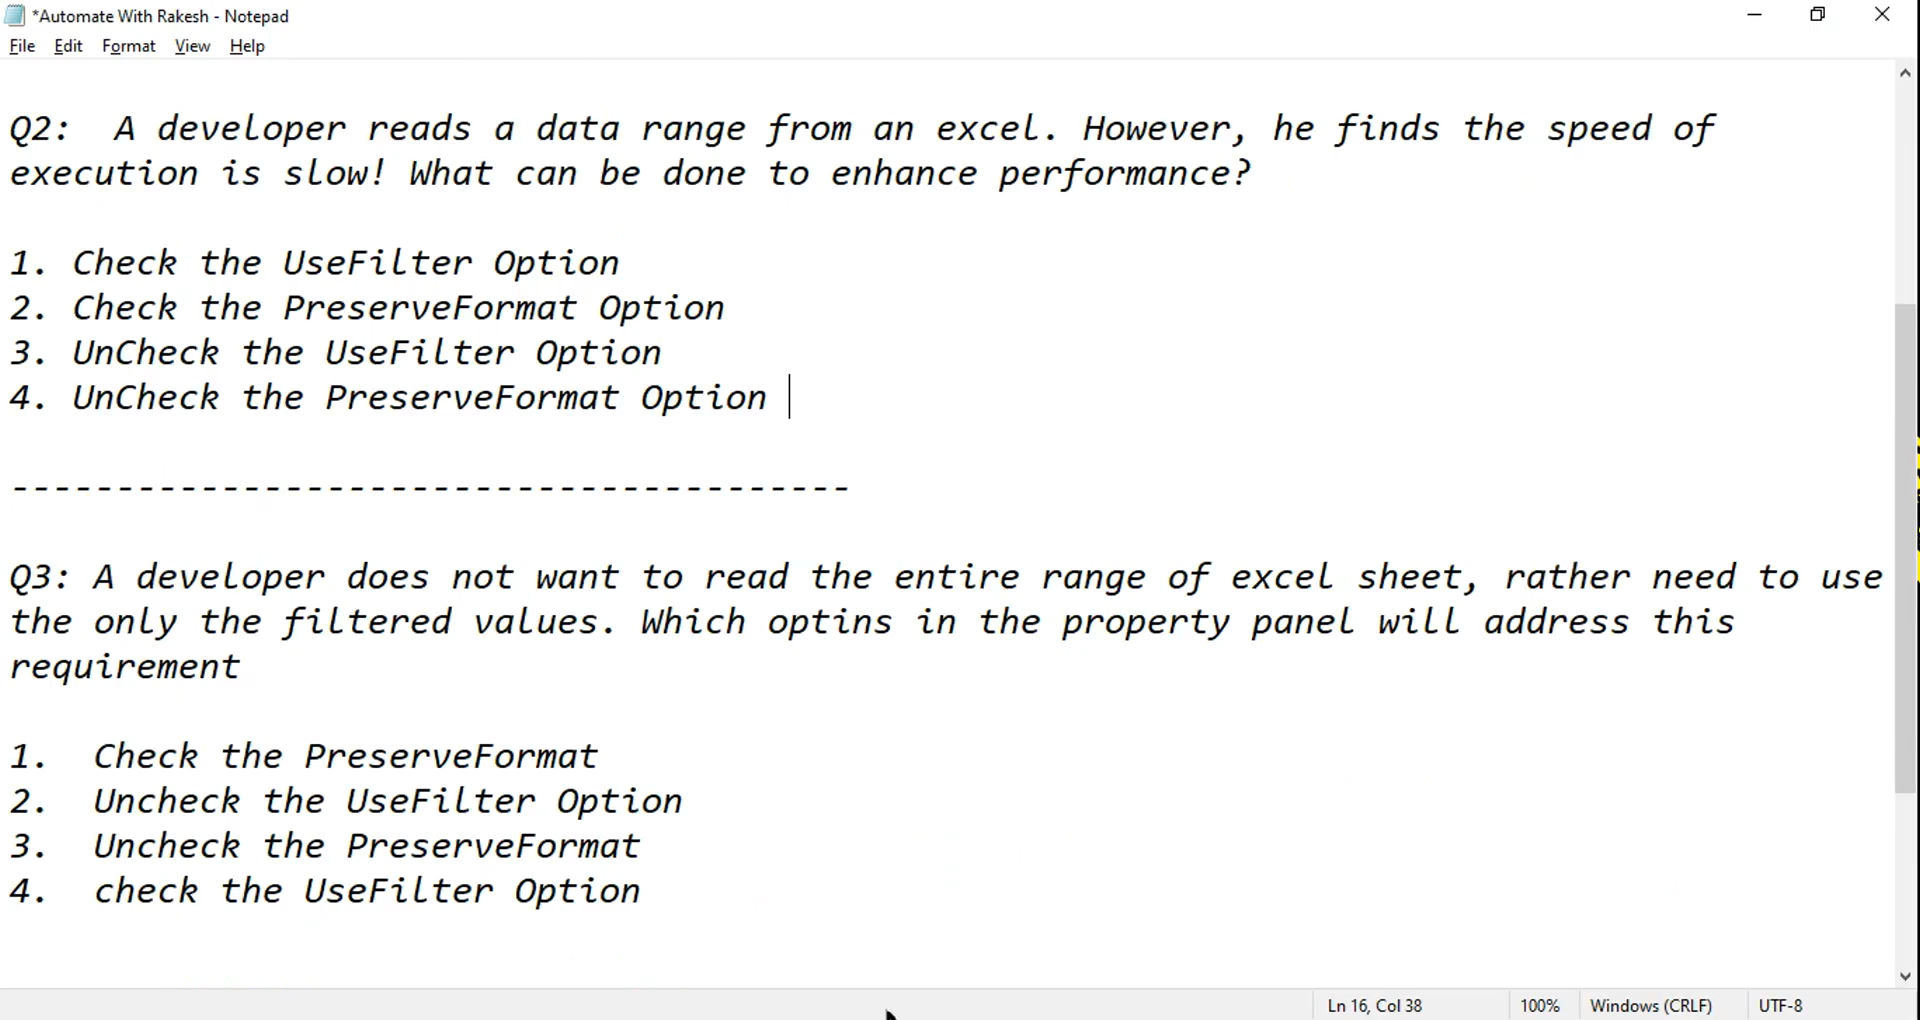 *Automate With Rakesh - Notepad
File Edit Format View Help
Q2:  A developer reads a data range from an excel. However, he finds the speed of
execution is slow! What can be done to enhance performance?
1. Check the UseFilter Option
2. Check the PreserveFormat Option
3. UnCheck the UseFilter Option
4. UnCheck the PreserveFormat Option
----------------------------------------
Q3: A developer does not want to read the entire range of excel sheet, rather need to use
the only the filtered values. Which optins in the property panel will address this
requirement
1.  Check the PreserveFormat
2.  Uncheck the UseFilter Option
3.  Uncheck the PreserveFormat
4.  check the UseFilter Option
Ln 16, Col 38 100% Windows (CRLF) UTF-8